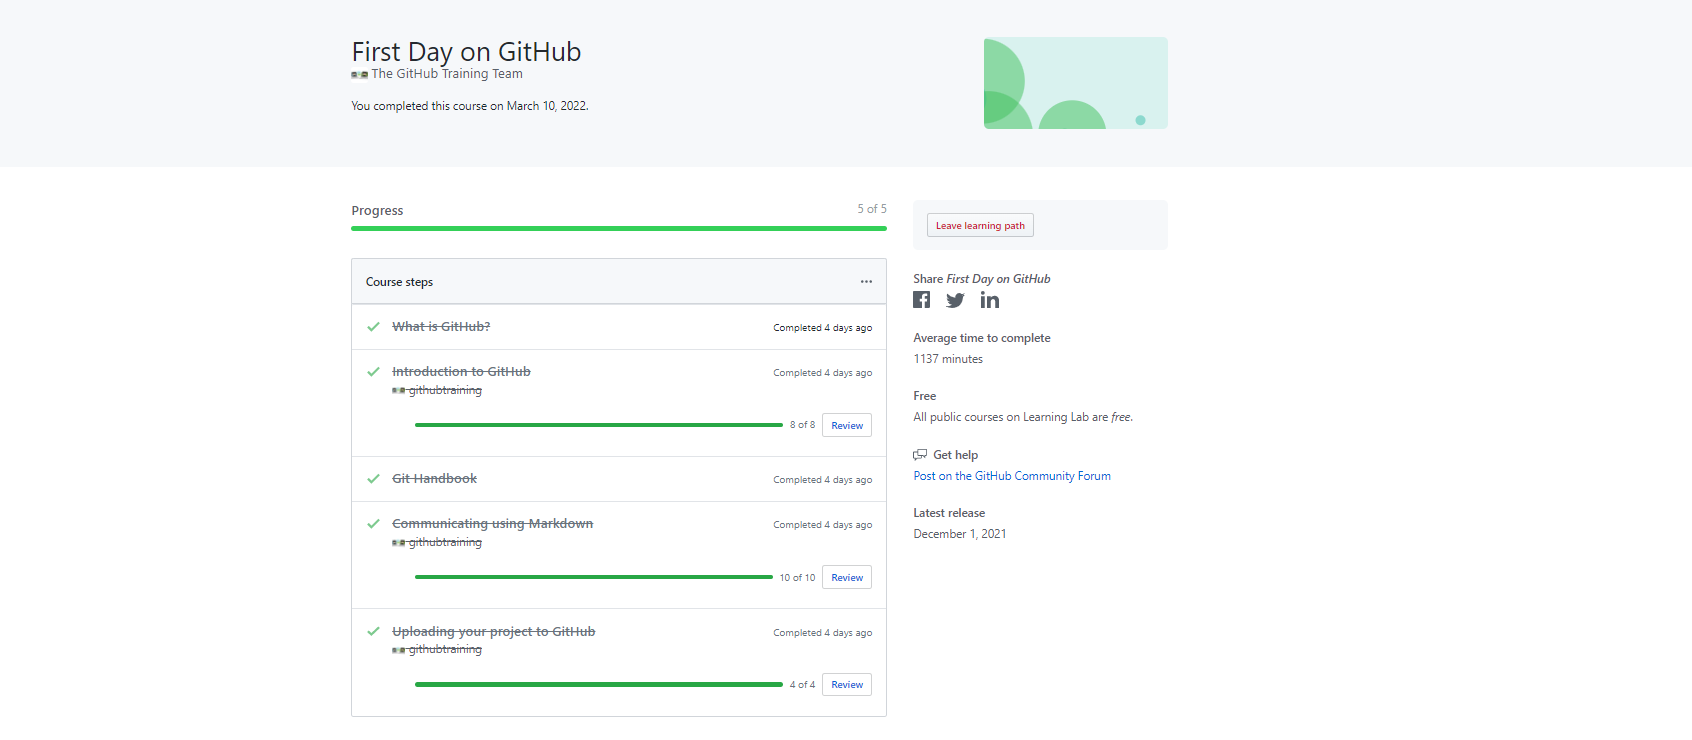 First Day on GitHub
The GitHub Training Team
You completed this course on March 10, 2022.
Progress
5 of 5
Course steps
What is GitHub?
Completed 4 days ago
Introduction to GitHub
Completed 4 days ago
githubtraining
8 of 8
Review
Git Handbook
Completed 4 days ago
Communicating using Markdown
Completed 4 days ago
githubtraining
10 of 10
Review
Uploading your project to GitHub
Completed 4 days ago
githubtraining
4 of 4
Review
Leave learning path
Share First Day on GitHub
Average time to complete
1137 minutes
Free
All public courses on Learning Lab are free.
Get help
Post on the GitHub Community Forum
Latest release
December 1, 2021